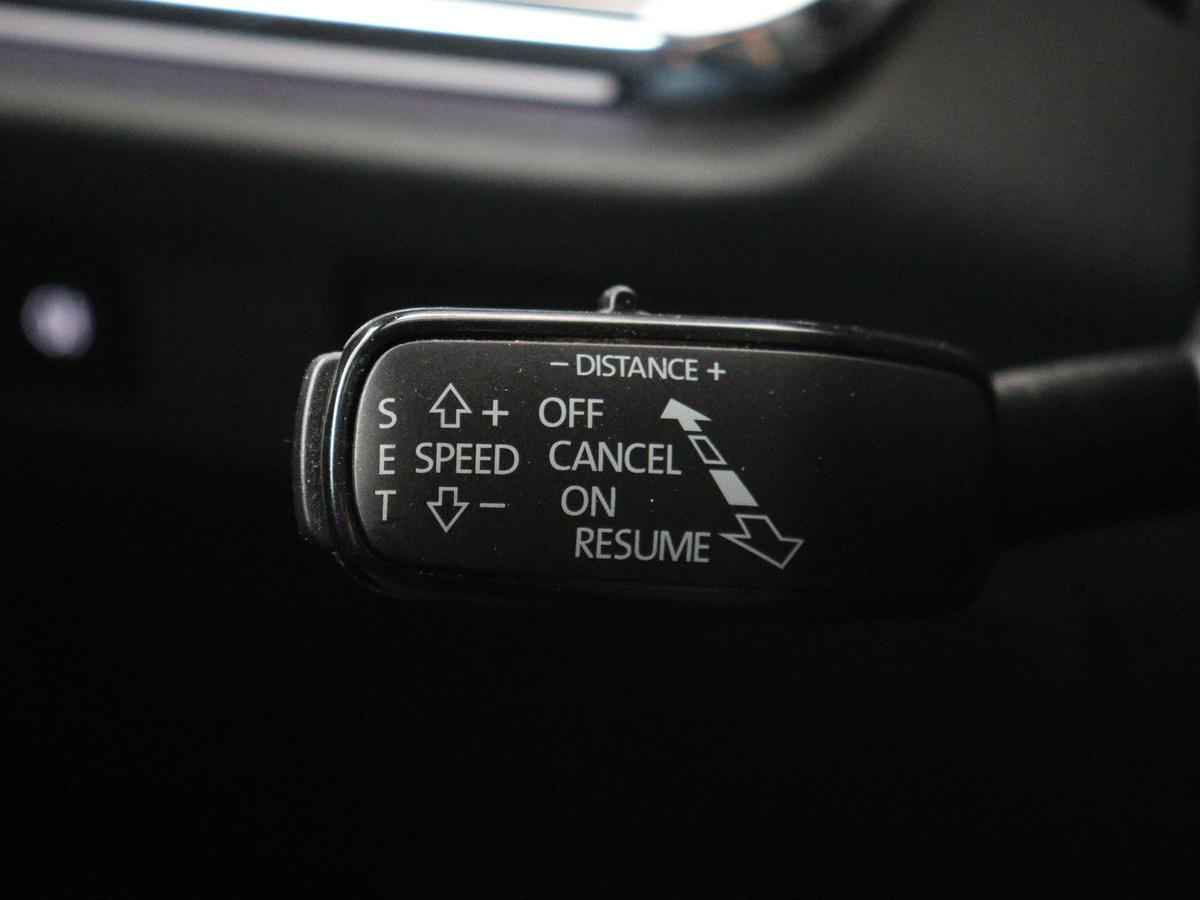 – DISTANCE +
S + OFF
E SPEED CANCEL
T – ON
RESUME